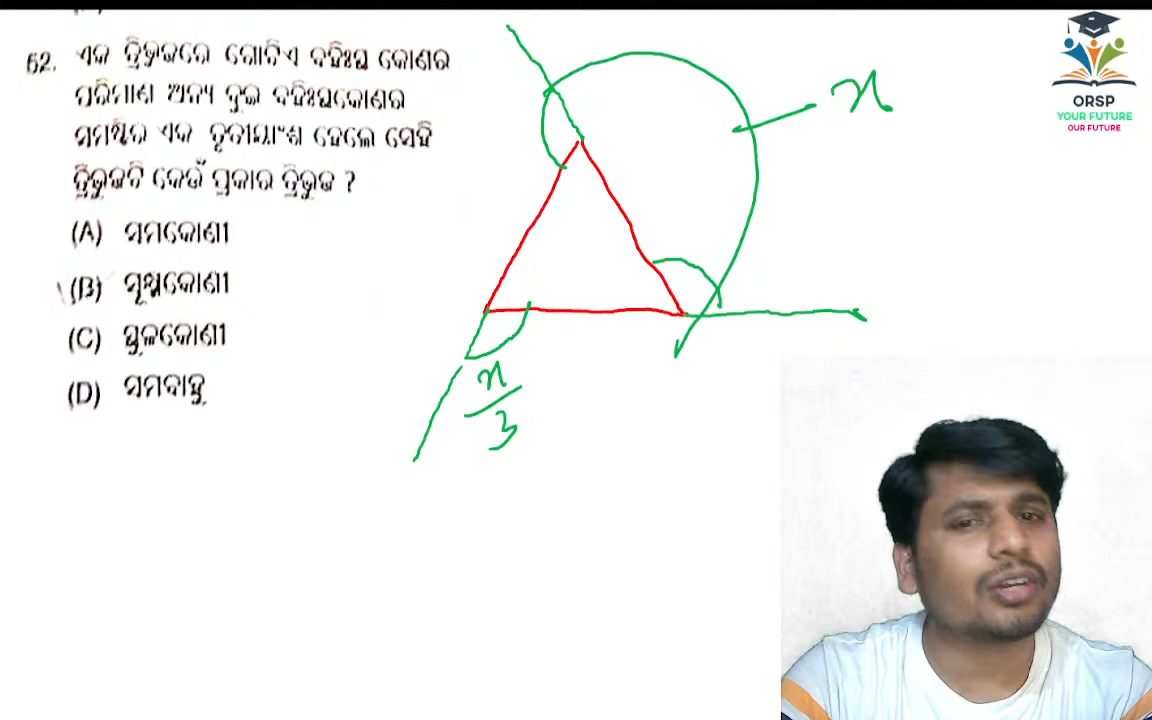 62. ଏକ ତ୍ରିଭୁଜରେ ଗୋଟିଏ ବହିଃସ୍ଥ କୋଣର
ପରିମାଣ ଅନ୍ୟ ଦୁଇ ବହିଃସ୍ଥକୋଣର
ସମଷ୍ଟିର ଏକ ତୃତୀୟାଂଶ ହେଲେ ସେହି
ତ୍ରିଭୁଜଟି କେଉଁ ପ୍ରକାର ତ୍ରିଭୁଜ ?
(A) ସମକୋଣୀ
(B) ସୂକ୍ଷ୍ମକୋଣୀ
(C) ସ୍ଥୁଳକୋଣୀ
(D) ସମବାହୁ
x
x
3
ORSP
YOUR FUTURE
OUR FUTURE